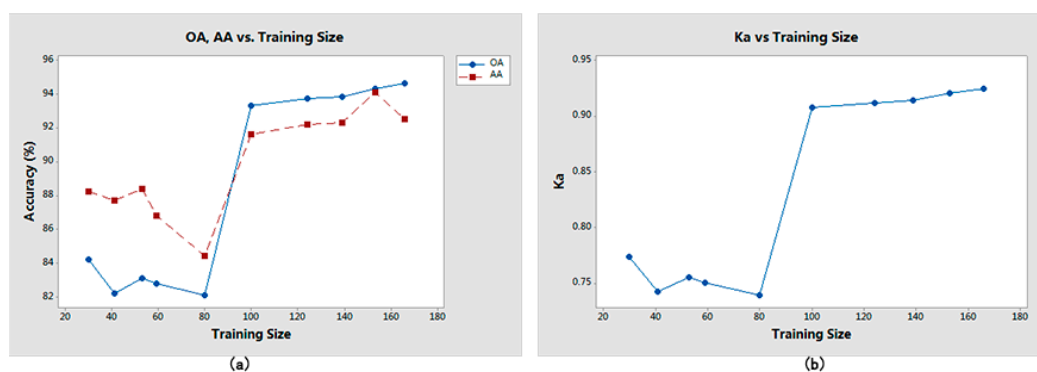 OA, AA vs. Training Size
96
94
92
90
88
86
84
82
Accuracy (%)
20 40 60 80 100 120 140 160 180
Training Size
OA
AA
(a)
Ka vs Training Size
0.95
0.90
0.85
0.80
0.75
Ka
20 40 60 80 100 120 140 160 180
Training Size
(b)